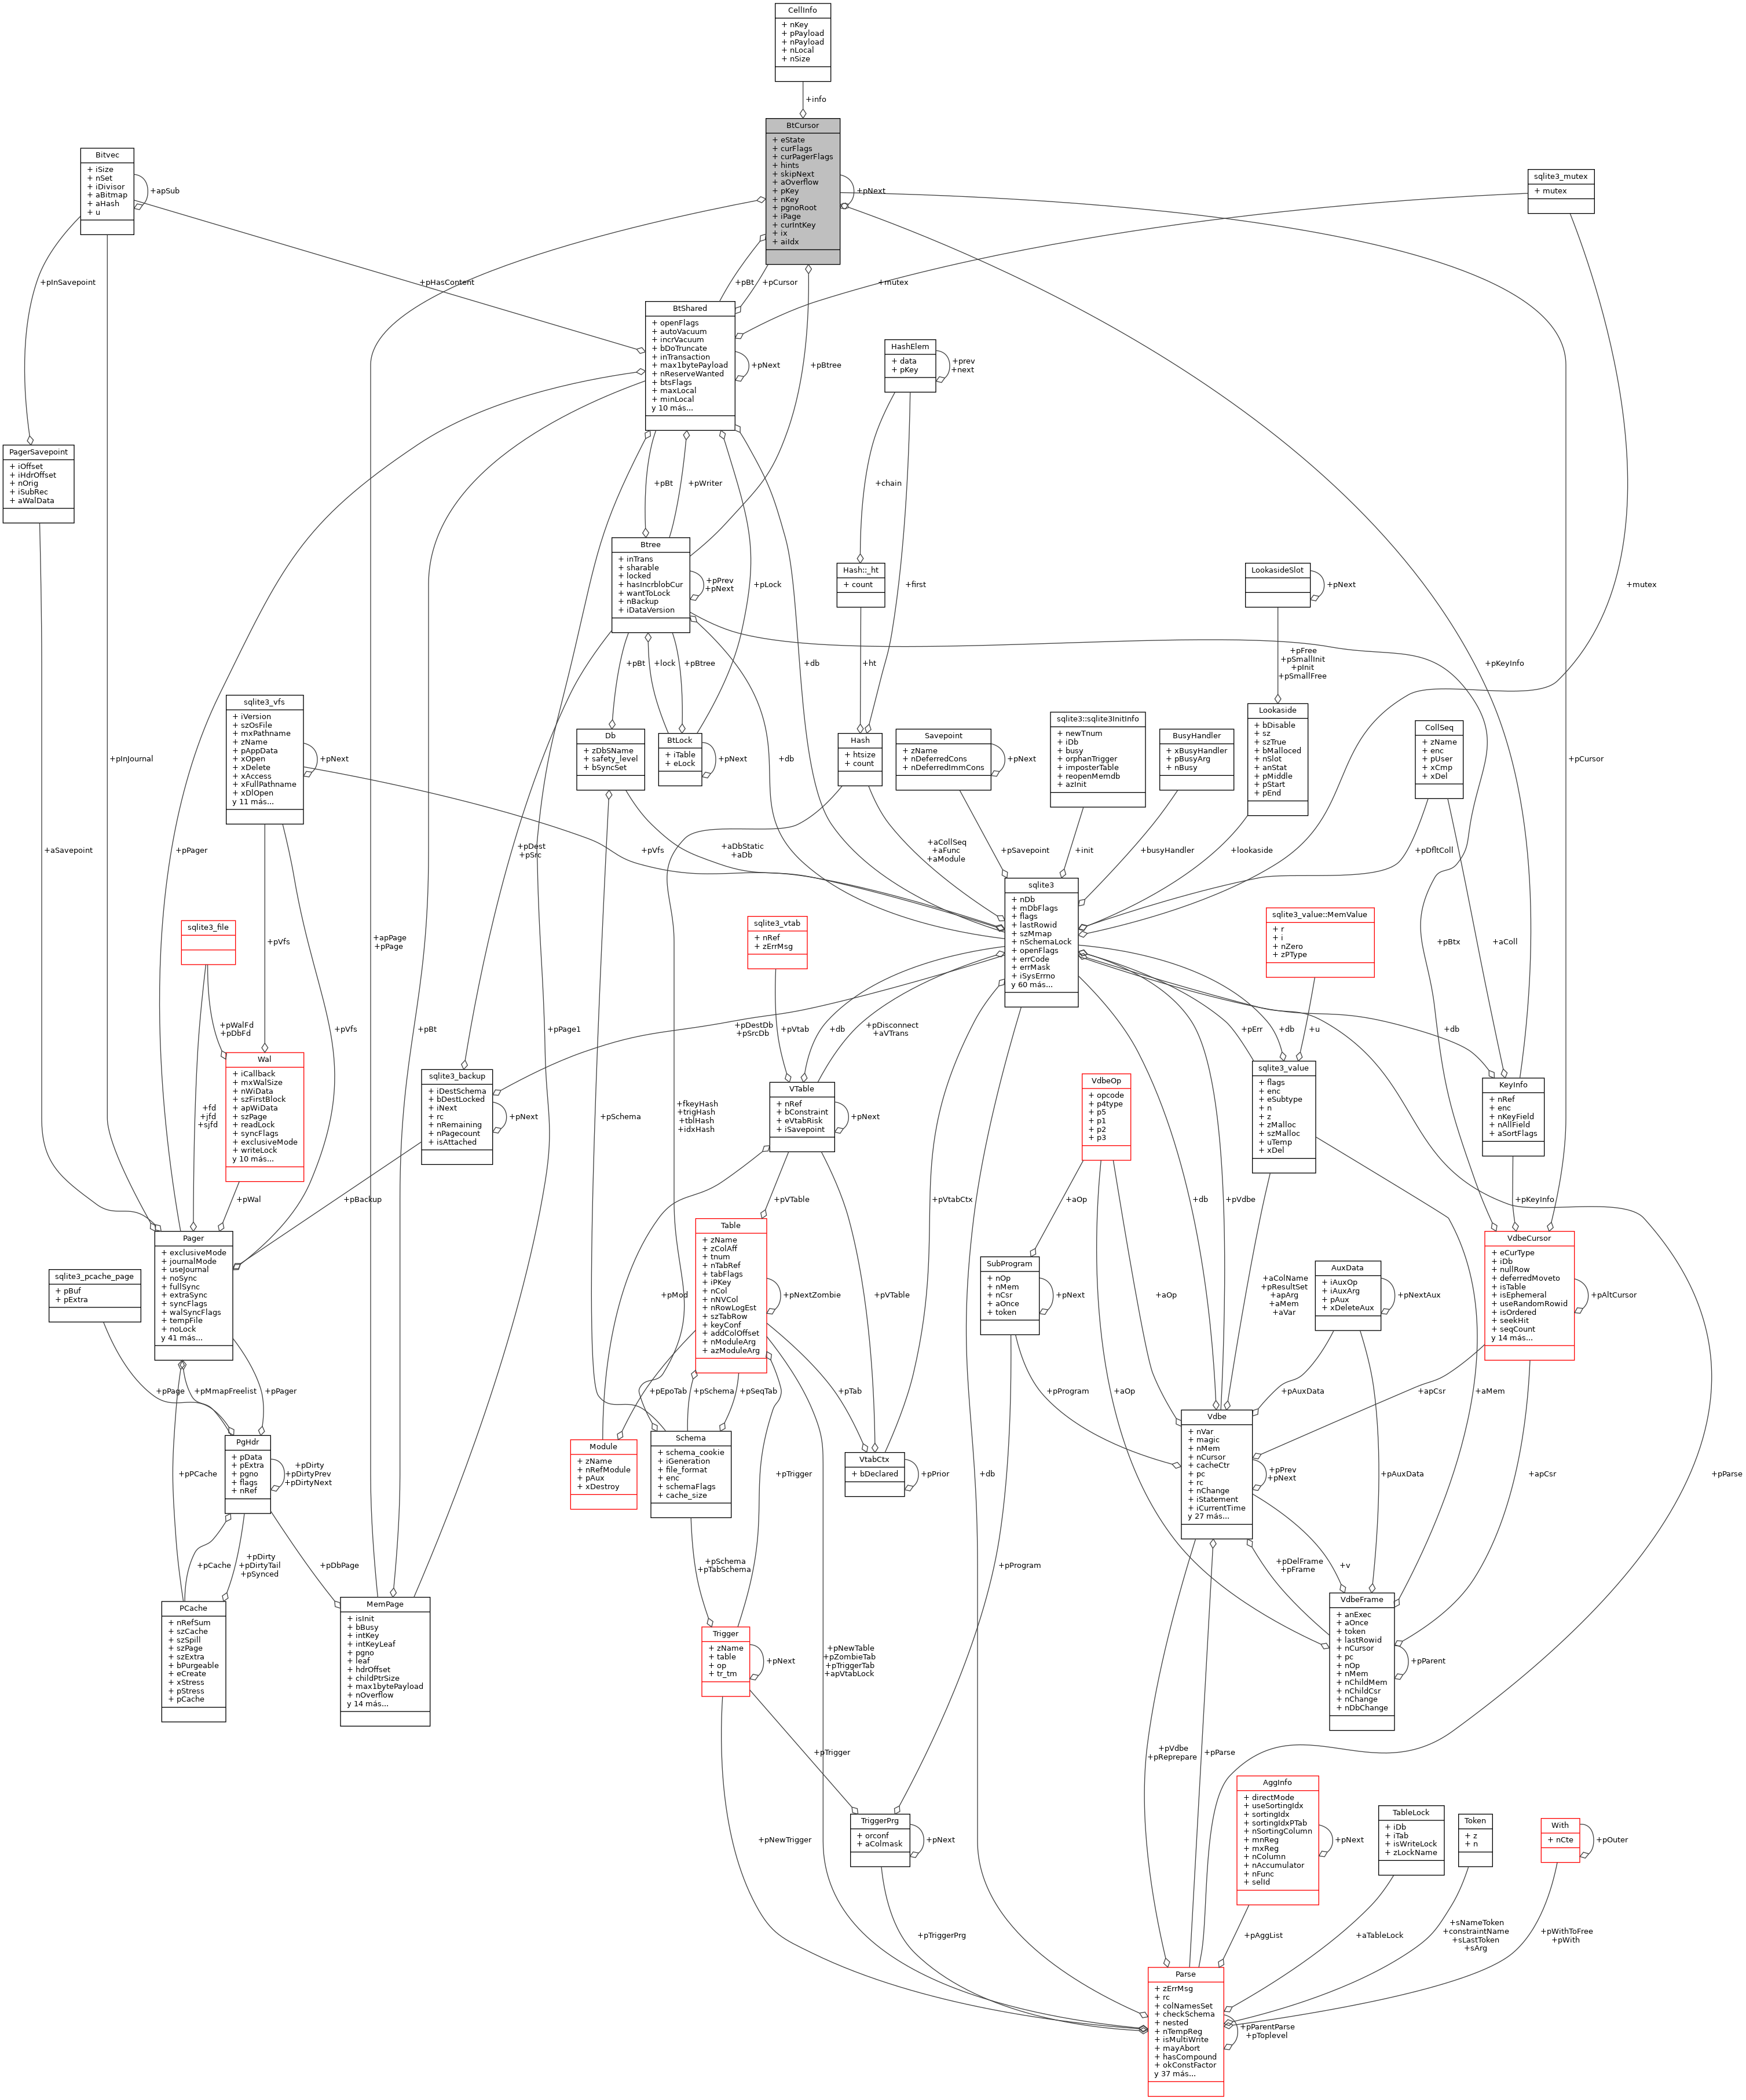 CellInfo
+ nKey
+ pPayload
+ nPayload
+ nLocal
+ nSize
+info
BtCursor
+ eState
+ curFlags
+ curPagerFlags
+ hints
+ skipNext
+ aOverflow
+ pKey
+ nKey
+ pgnoRoot
+ iPage
+ curIntKey
+ ix
+ aiIdx
+pNext
Bitvec
+ iSize
+ nSet
+ iDivisor
+ aBitmap
+ aHash
+ u
+apSub
sqlite3_mutex
+ mutex
+pInSavepoint
+pHasContent
+pBt
+pCursor
+mutex
BtShared
+ openFlags
+ autoVacuum
+ incrVacuum
+ bDoTruncate
+ inTransaction
+ max1bytePayload
+ nReserveWanted
+ btsFlags
+ maxLocal
+ minLocal
y 10 más...
+pNext
+pBtree
HashElem
+ data
+ pKey
+prev
+next
PagerSavepoint
+ iOffset
+ iHdrOffset
+ nOrig
+ iSubRec
+ aWalData
+pBt
+pWriter
+chain
Btree
+ inTrans
+ sharable
+ locked
+ hasIncrblobCur
+ wantToLock
+ nBackup
+ iDataVersion
+pPrev
+pNext
+pLock
Hash::_ht
+ count
+first
LookasideSlot
+pNext
+mutex
+pBt
+lock
+pBtree
+db
+ht
+pFree
+pSmallInit
+pInit
+pSmallFree
+pKeyInfo
sqlite3_vfs
+ iVersion
+ szOsFile
+ mxPathname
+ zName
+ pAppData
+ xOpen
+ xDelete
+ xAccess
+ xFullPathname
+ xDlOpen
y 11 más...
+pNext
+pInJournal
Db
+ zDbSName
+ safety_level
+ bSyncSet
BtLock
+ iTable
+ eLock
+pNext
+db
Hash
+ htsize
+ count
Savepoint
+ zName
+ nDeferredCons
+ nDeferredImmCons
+pNext
sqlite3::sqlite3InitInfo
+ newTnum
+ iDb
+ busy
+ orphanTrigger
+ imposterTable
+ reopenMemdb
+ azInit
BusyHandler
+ xBusyHandler
+ pBusyArg
+ nBusy
Lookaside
+ bDisable
+ sz
+ szTrue
+ bMalloced
+ nSlot
+ anStat
+ pMiddle
+ pStart
+ pEnd
CollSeq
+ zName
+ enc
+ pUser
+ xCmp
+ xDel
+pCursor
+aSavepoint
+pPager
+pDest
+pSrc
+pVfs
+aDbStatic
+aDb
+aCollSeq
+aFunc
+aModule
+pSavepoint
+init
+busyHandler
+lookaside
+pDfltColl
sqlite3
+ nDb
+ mDbFlags
+ flags
+ lastRowid
+ szMmap
+ nSchemaLock
+ openFlags
+ errCode
+ errMask
+ iSysErrno
y 60 más...
sqlite3_file
sqlite3_vtab
+ nRef
+ zErrMsg
sqlite3_value::MemValue
+ r
+ i
+ nZero
+ zPType
+pVfs
+apPage
+pPage
+pBtx
+aColl
+pWalFd
+pDbFd
+pVfs
+pBt
+pPage1
+pDestDb
+pSrcDb
+pVtab
+db
+pDisconnect
+aVTrans
+pErr
+db
+u
+db
Wal
+ iCallback
+ mxWalSize
+ nWiData
+ szFirstBlock
+ apWiData
+ szPage
+ readLock
+ syncFlags
+ exclusiveMode
+ writeLock
y 10 más...
sqlite3_backup
+ iDestSchema
+ bDestLocked
+ iNext
+ rc
+ nRemaining
+ nPagecount
+ isAttached
+pNext
VTable
+ nRef
+ bConstraint
+ eVtabRisk
+ iSavepoint
+pNext
VdbeOp
+ opcode
+ p4type
+ p5
+ p1
+ p2
+ p3
sqlite3_value
+ flags
+ enc
+ eSubtype
+ n
+ z
+ zMalloc
+ szMalloc
+ uTemp
+ xDel
KeyInfo
+ nRef
+ enc
+ nKeyField
+ nAllField
+ aSortFlags
+fd
+jfd
+sjfd
+pSchema
+fkeyHash
+trigHash
+tblHash
+idxHash
+pWal
+pBackup
+pVTable
+pVtabCtx
+aOp
+db
+pVdbe
+pKeyInfo
Pager
+ exclusiveMode
+ journalMode
+ useJournal
+ noSync
+ fullSync
+ extraSync
+ syncFlags
+ walSyncFlags
+ tempFile
+ noLock
y 41 más...
sqlite3_pcache_page
+ pBuf
+ pExtra
Table
+ zName
+ zColAff
+ tnum
+ nTabRef
+ tabFlags
+ iPKey
+ nCol
+ nNVCol
+ nRowLogEst
+ szTabRow
+ keyConf
+ addColOffset
+ nModuleArg
+ azModuleArg
+pNextZombie
+pMod
+pVTable
SubProgram
+ nOp
+ nMem
+ nCsr
+ aOnce
+ token
+pNext
+aOp
+aColName
+pResultSet
+apArg
+aMem
+aVar
AuxData
+ iAuxOp
+ iAuxArg
+ pAux
+ xDeleteAux
+pNextAux
VdbeCursor
+ eCurType
+ iDb
+ nullRow
+ deferredMoveto
+ isTable
+ isEphemeral
+ useRandomRowid
+ isOrdered
+ seekHit
+ seqCount
y 14 más...
+pAltCursor
+pPage
+pMmapFreelist
+pPager
+pEpoTab
+pSchema
+pSeqTab
+pTab
+pProgram
+aOp
+pAuxData
+apCsr
+aMem
PgHdr
+ pData
+ pExtra
+ pgno
+ flags
+ nRef
+pDirty
+pDirtyPrev
+pDirtyNext
+pPCache
Module
+ zName
+ nRefModule
+ pAux
+ xDestroy
Schema
+ schema_cookie
+ iGeneration
+ file_format
+ enc
+ schemaFlags
+ cache_size
+pTrigger
VtabCtx
+ bDeclared
+pPrior
+db
Vdbe
+ nVar
+ magic
+ nMem
+ nCursor
+ cacheCtr
+ pc
+ rc
+ nChange
+ iStatement
+ iCurrentTime
y 27 más...
+pPrev
+pNext
+pAuxData
+apCsr
+pParse
+pCache
+pDirty
+pDirtyTail
+pSynced
+pDbPage
+pSchema
+pTabSchema
+pProgram
+pDelFrame
+pFrame
+v
PCache
+ nRefSum
+ szCache
+ szSpill
+ szPage
+ szExtra
+ bPurgeable
+ eCreate
+ xStress
+ pStress
+ pCache
MemPage
+ isInit
+ bBusy
+ intKey
+ intKeyLeaf
+ pgno
+ leaf
+ hdrOffset
+ childPtrSize
+ max1bytePayload
+ nOverflow
y 14 más...
Trigger
+ zName
+ table
+ op
+ tr_tm
+pNext
+pNewTable
+pZombieTab
+pTriggerTab
+apVtabLock
VdbeFrame
+ anExec
+ aOnce
+ token
+ lastRowid
+ nCursor
+ pc
+ nOp
+ nMem
+ nChildMem
+ nChildCsr
+ nChange
+ nDbChange
+pParent
+pTrigger
+pVdbe
+pReprepare
+pParse
TriggerPrg
+ orconf
+ aColmask
+pNext
+pNewTrigger
AggInfo
+ directMode
+ useSortingIdx
+ sortingIdx
+ sortingIdxPTab
+ nSortingColumn
+ mnReg
+ mxReg
+ nColumn
+ nAccumulator
+ nFunc
+ selId
+pNext
TableLock
+ iDb
+ iTab
+ isWriteLock
+ zLockName
Token
+ z
+ n
With
+ nCte
+pOuter
+pTriggerPrg
+pAggList
+aTableLock
+sNameToken
+constraintName
+sLastToken
+sArg
+pWithToFree
+pWith
Parse
+ zErrMsg
+ rc
+ colNamesSet
+ checkSchema
+ nested
+ nTempReg
+ isMultiWrite
+ mayAbort
+ hasCompound
+ okConstFactor
y 37 más...
+pParentParse
+pToplevel